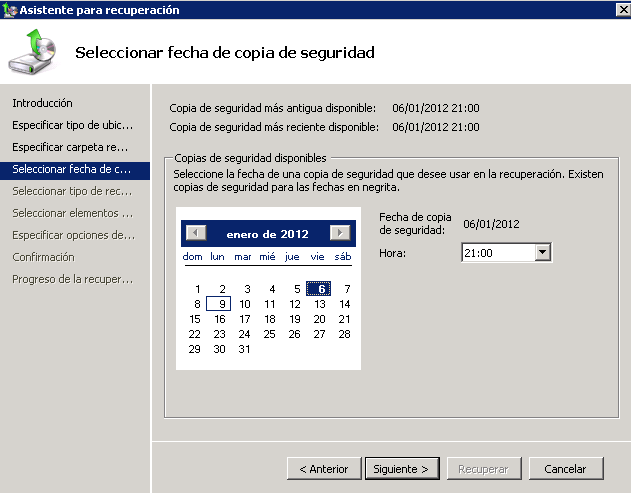 Asistente para recuperación
Seleccionar fecha de copia de seguridad
Introducción
Especificar tipo de ubic...
Especificar carpeta re...
Seleccionar fecha de c...
Seleccionar tipo de rec...
Seleccionar elementos ...
Especificar opciones de...
Confirmación
Progreso de la recuper...
Copia de seguridad más antigua disponible: 06/01/2012 21:00
Copia de seguridad más reciente disponible: 06/01/2012 21:00
Copias de seguridad disponibles
Seleccione la fecha de una copia de seguridad que desee usar en la recuperación. Existen
copias de seguridad para las fechas en negrita.
enero de 2012
dom lun mar mié jue vie sáb
1 2 3 4 5 6 7
8 9 10 11 12 13 14
15 16 17 18 19 20 21
22 23 24 25 26 27 28
29 30 31
Fecha de copia
de seguridad: 06/01/2012
Hora: 21:00
< Anterior Siguiente > Recuperar Cancelar